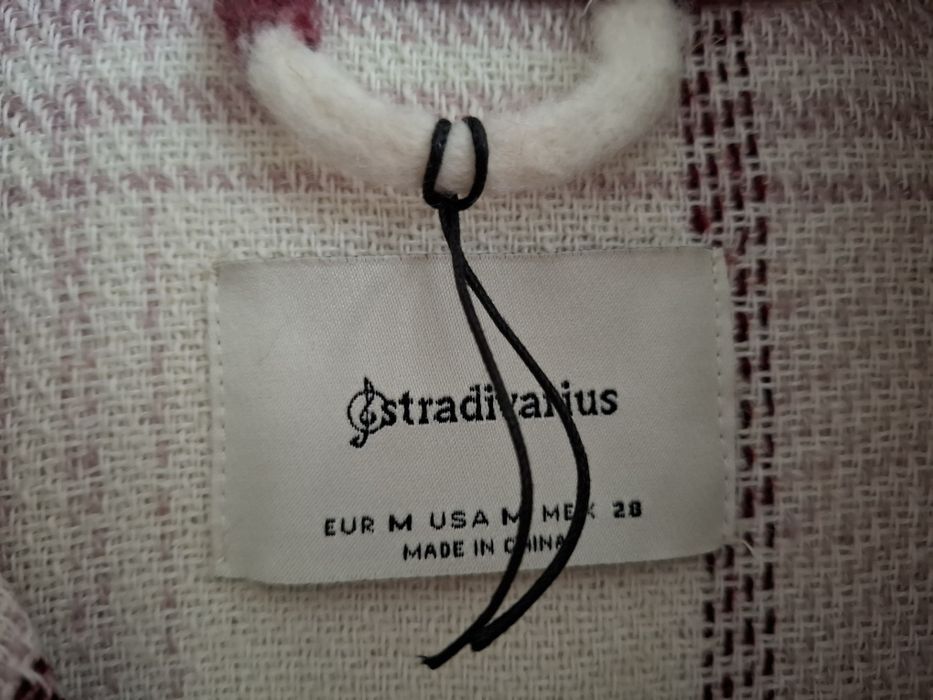 stradivarius
EUR M USA M MEX 28
MADE IN CHINA